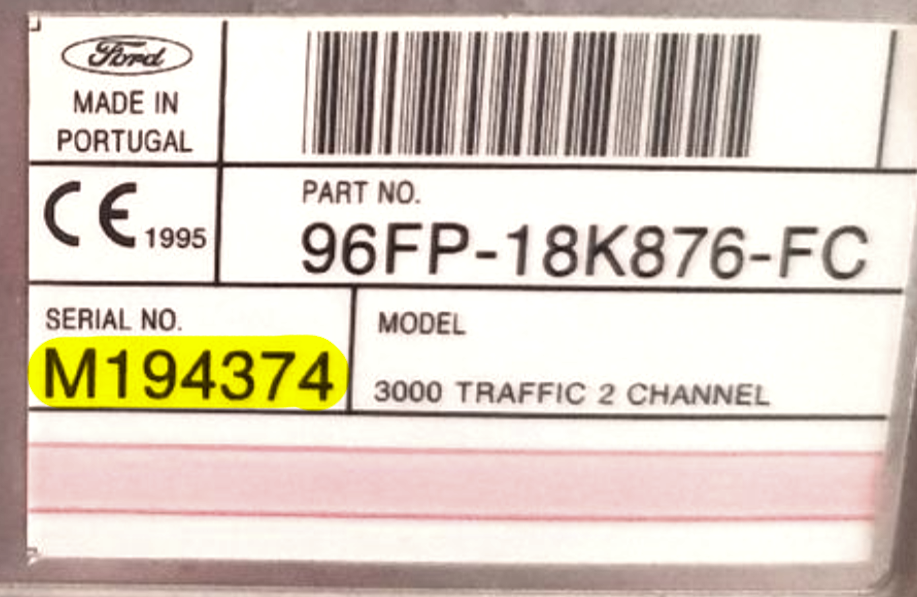 Ford
MADE IN
PORTUGAL
CE 1995
PART NO.
96FP-18K876-FC
SERIAL NO.
M194374
MODEL
3000 TRAFFIC 2 CHANNEL